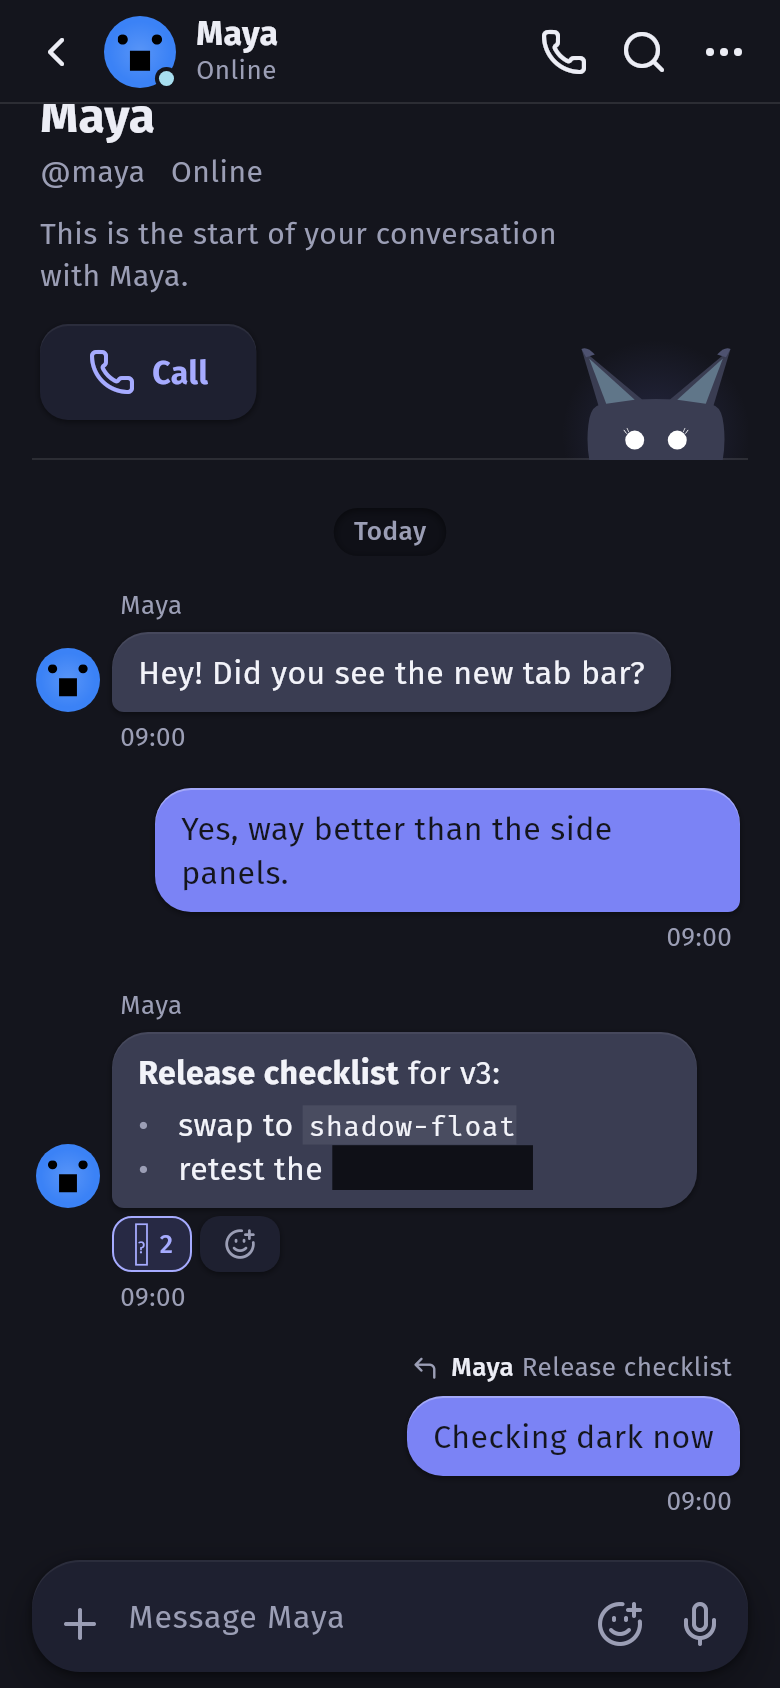 Maya
Online
Maya
@maya Online
This is the start of your conversation
with Maya.
Call
Today
Maya
Hey! Did you see the new tab bar?
09:00
Yes, way better than the side
panels.
09:00
Maya
Release checklist for v3:
• swap to shadow-float
• retest the
2
09:00
Maya Release checklist
Checking dark now
09:00
Message Maya